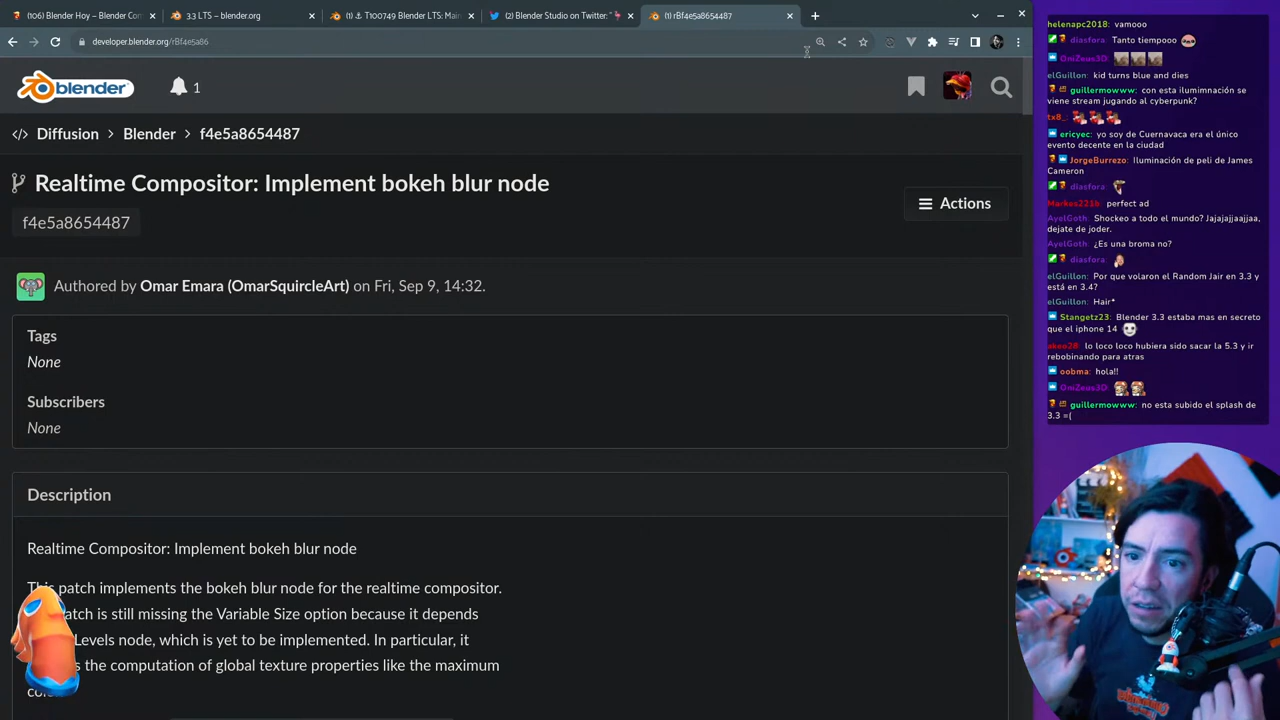 (106) Blender Hoy – Blender Com
3.3 LTS – blender.org
(1) ⚓ T100749 Blender LTS: Main
(2) Blender Studio on Twitter: "
(1) rBf4e5a8654487
developer.blender.org/rBf4e5a86
blender
1
Diffusion > Blender > f4e5a8654487
Realtime Compositor: Implement bokeh blur node
f4e5a8654487
Actions
Authored by Omar Emara (OmarSquircleArt) on Fri, Sep 9, 14:32.
Tags
None
Subscribers
None
Description
Realtime Compositor: Implement bokeh blur node
This patch implements the bokeh blur node for the realtime compositor.
atch is still missing the Variable Size option because it depends
Levels node, which is yet to be implemented. In particular, it
s the computation of global texture properties like the maximum
helenapc2018: vamooo
diasfora: Tanto tiempooo
OniZeus3D:
elGuillon: kid turns blue and dies
guillermowww: con esta ilumimnación se
viene stream jugando al cyberpunk?
tx8_:
ericyec: yo soy de Cuernavaca era el único
evento decente en la ciudad
JorgeBurrezo: Iluminación de peli de James
Cameron
diasfora:
perfect ad
AyelGoth: Shockeo a todo el mundo? Jajajajjaajjaa,
dejate de joder.
AyelGoth: ¿Es una broma no?
diasfora:
elGuillon: Por que volaron el Random Jair en 3.3 y
está en 3.4?
elGuillon: Hair*
Stangetz23: Blender 3.3 estaba mas en secreto
que el iphone 14
lo loco loco hubiera sido sacar la 5.3 y ir
rebobinando para atras
oobma: hola!!
OniZeus3D:
guillermowww: no esta subido el splash de
3.3 =(